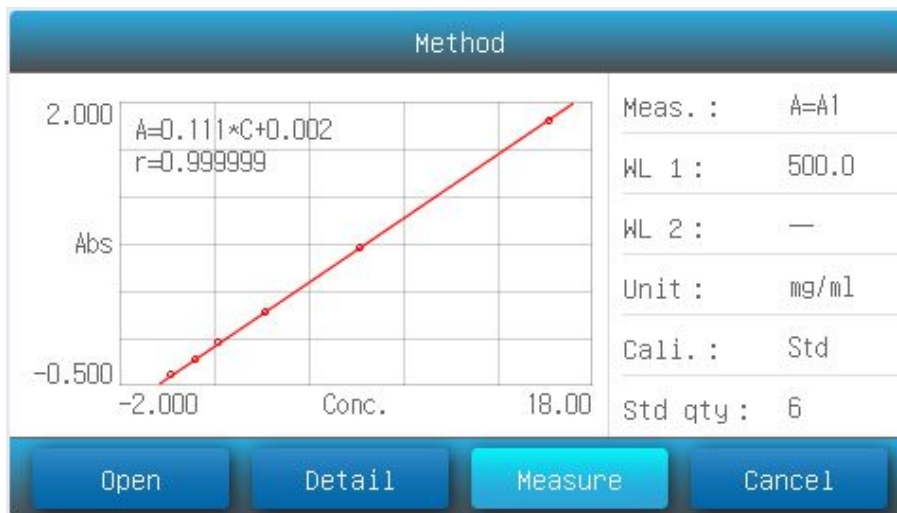 Method
2.000
A=0.111*C+0.002
r=0.999999
Abs
-0.500
-2.000 Conc. 18.00
Meas.: A=A1
WL 1: 500.0
WL 2: —
Unit: mg/ml
Cali.: Std
Std qty: 6
Open Detail Measure Cancel